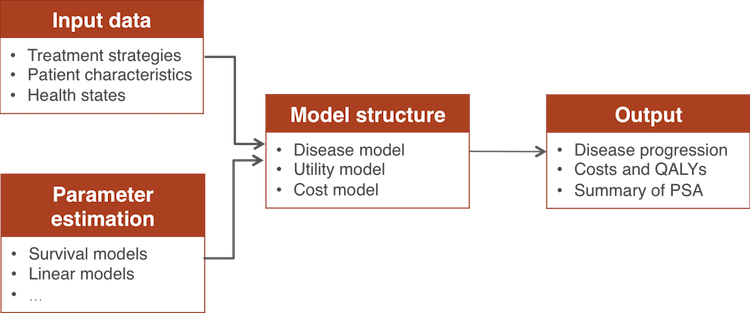 Input data
• Treatment strategies
• Patient characteristics
• Health states
Parameter
estimation
• Survival models
• Linear models
• …
Model structure
• Disease model
• Utility model
• Cost model
Output
• Disease progression
• Costs and QALYs
• Summary of PSA